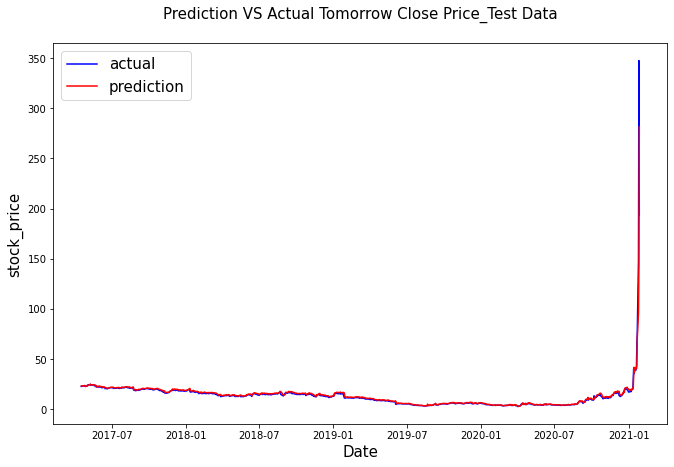 Prediction VS Actual Tomorrow Close Price_Test Data
actual
prediction
stock_price
350
300
250
200
150
100
50
0
2017-07 2018-01 2018-07 2019-01 2019-07 2020-01 2020-07 2021-01
Date